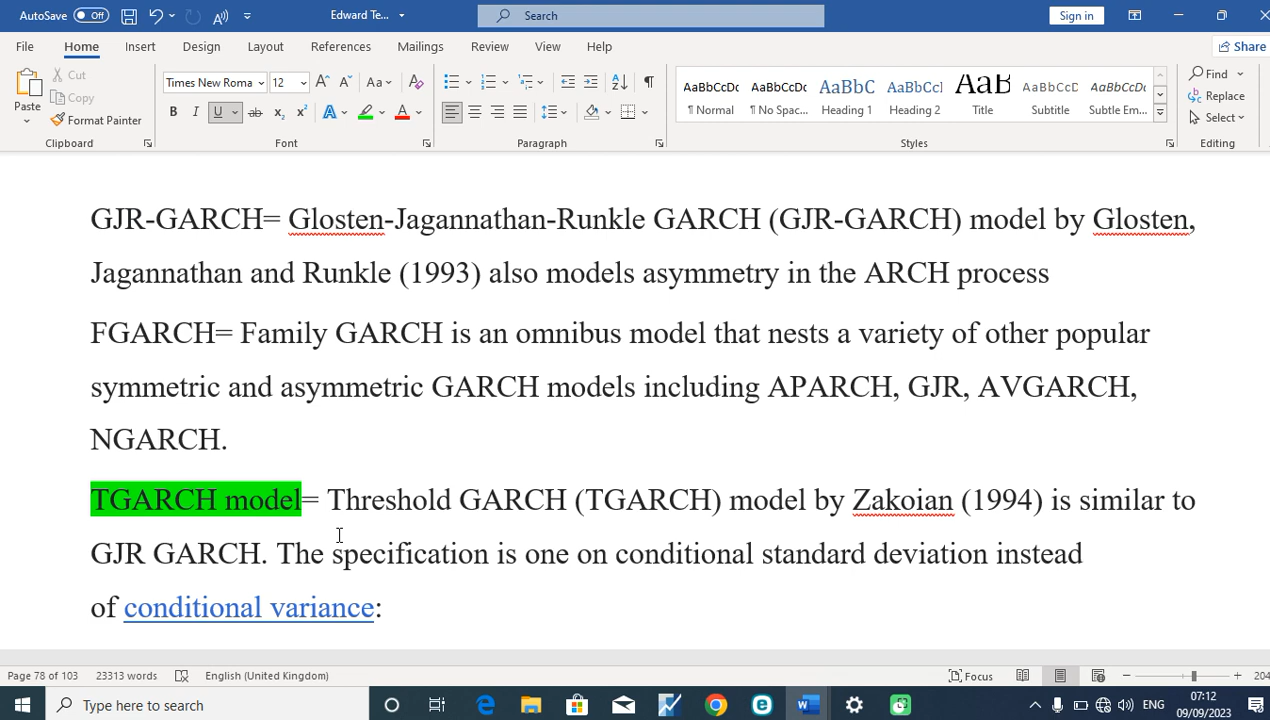 AutoSave Off Edward Te... Search Sign in
File Home Insert Design Layout References Mailings Review View Help Share
Paste Cut Copy Format Painter Clipboard
Times New Roma 12 Aa Font
Paragraph
AaBbCcDc ¶ Normal AaBbCcDc ¶ No Spac... AaBbC Heading 1 AaBbCcI Heading 2 AaB Title AaBbCcD Subtitle AaBbCcDc Subtle Em... Styles
Find Replace Select Editing
GJR-GARCH= Glosten-Jagannathan-Runkle GARCH (GJR-GARCH) model by Glosten,
Jagannathan and Runkle (1993) also models asymmetry in the ARCH process
FGARCH= Family GARCH is an omnibus model that nests a variety of other popular
symmetric and asymmetric GARCH models including APARCH, GJR, AVGARCH,
NGARCH.
TGARCH model= Threshold GARCH (TGARCH) model by Zakoian (1994) is similar to
GJR GARCH. The specification is one on conditional standard deviation instead
of conditional variance:
Page 78 of 103 23313 words English (United Kingdom) Focus 204
Type here to search ENG 07:12
09/09/2023